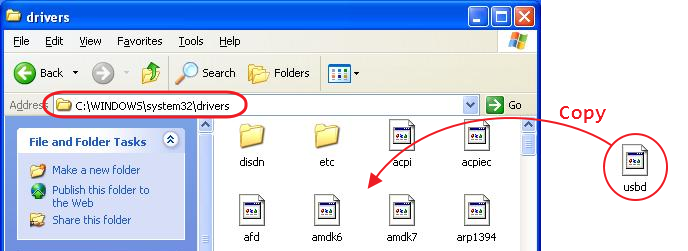 drivers
File Edit View Favorites Tools Help
Back Search Folders
Address C:\WINDOWS\system32\drivers Go
Copy
File and Folder Tasks
Make a new folder
Publish this folder to
the Web
Share this folder
disdn etc acpi acpiec
afd amdk6 amdk7 arp1394
usbd